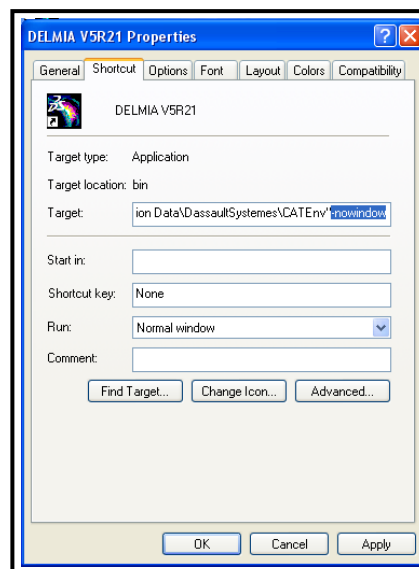 DELMIA V5R21 Properties
General Shortcut Options Font Layout Colors Compatibility
DELMIA V5R21
Target type: Application
Target location: bin
Target: ion Data\DassaultSystemes\CATEnv"-nowindow
Start in:
Shortcut key: None
Run: Normal window
Comment:
Find Target... Change Icon... Advanced...
OK Cancel Apply